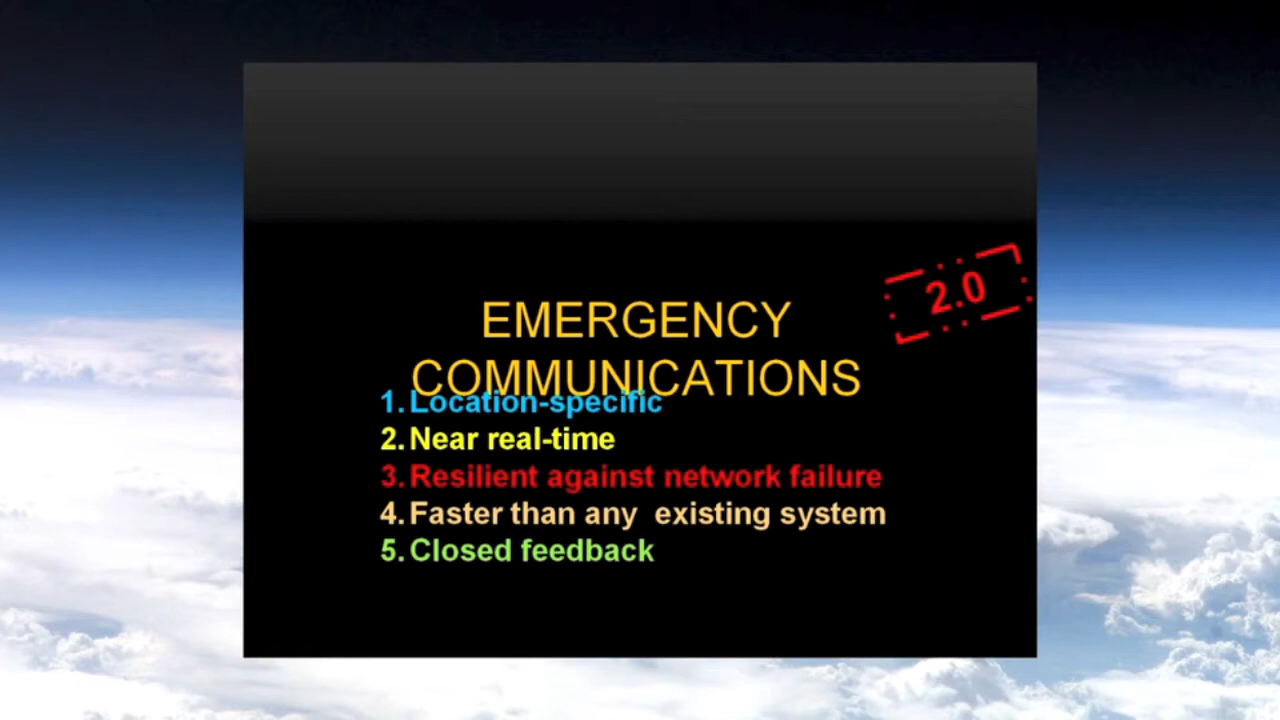 2.0
EMERGENCY
COMMUNICATIONS
1. Location-specific
2. Near real-time
3. Resilient against network failure
4. Faster than any  existing system
5. Closed feedback